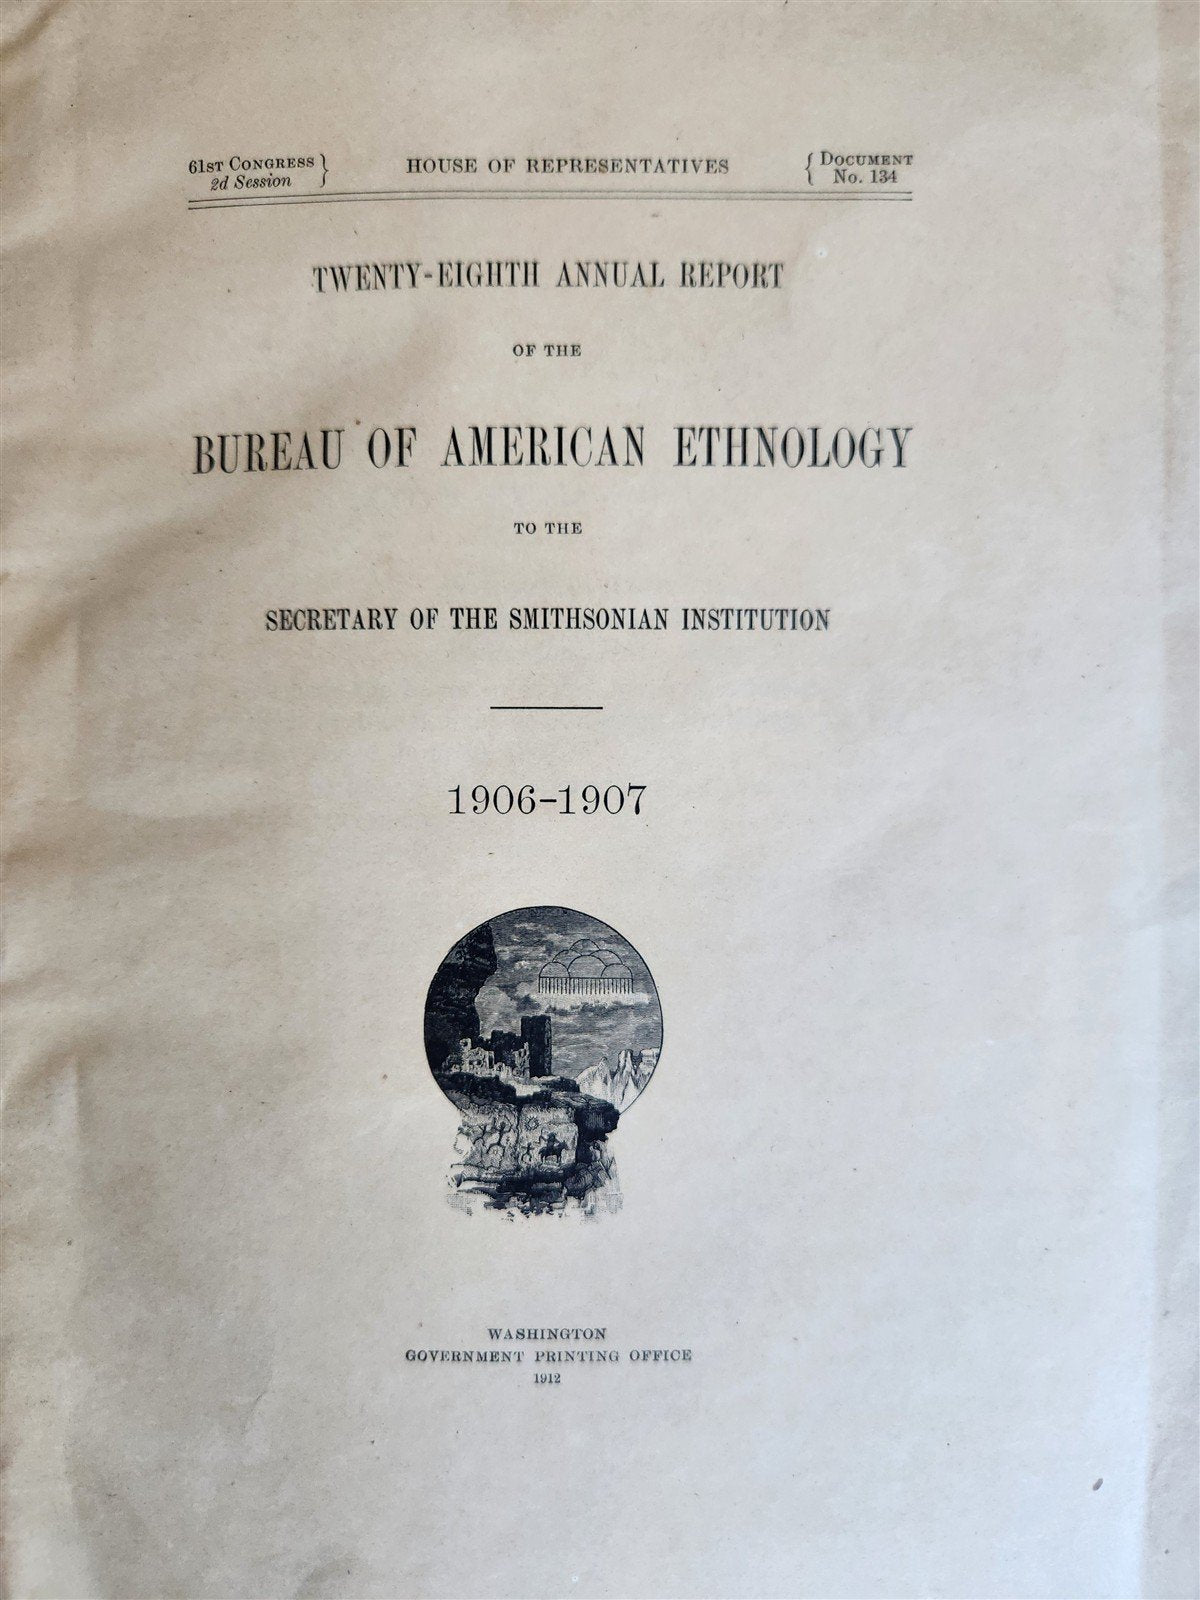 61ST CONGRESS } HOUSE OF REPRESENTATIVES { DOCUMENT
2d Session } { No. 134
TWENTY-EIGHTH ANNUAL REPORT
OF THE
BUREAU OF AMERICAN ETHNOLOGY
TO THE
SECRETARY OF THE SMITHSONIAN INSTITUTION
1906-1907
WASHINGTON
GOVERNMENT PRINTING OFFICE
1912